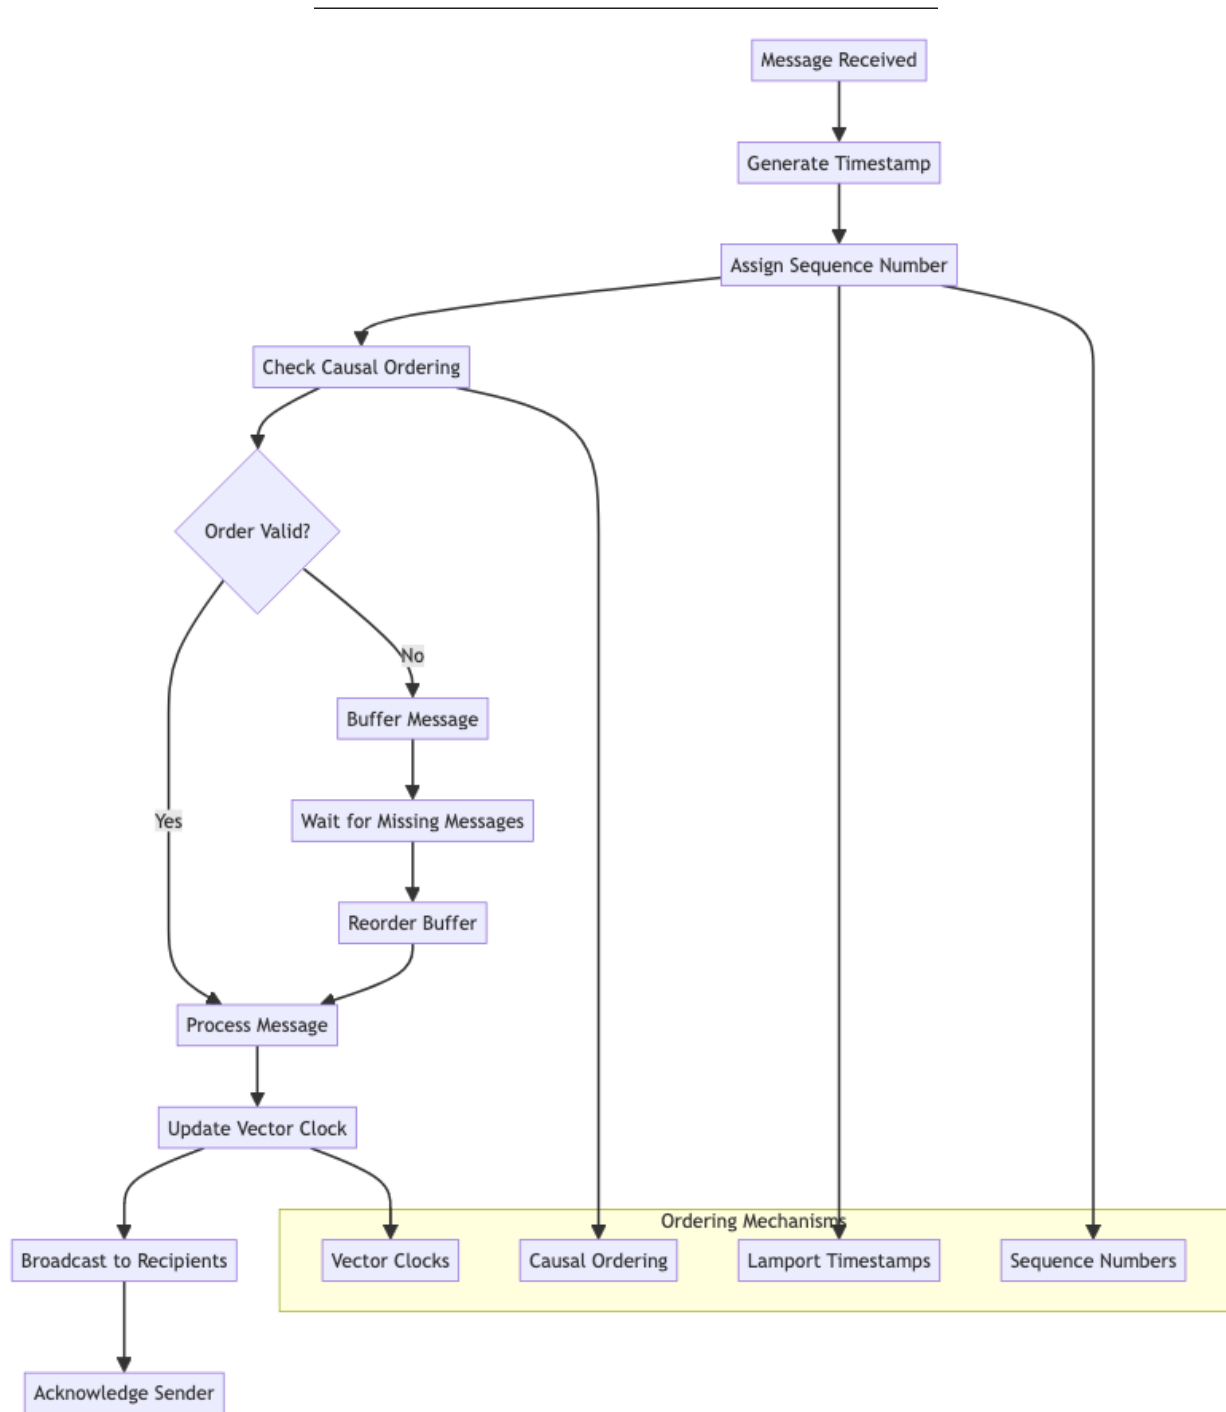 Message Received
Generate Timestamp
Assign Sequence Number
Check Causal Ordering
Order Valid?
No
Buffer Message
Yes
Wait for Missing Messages
Reorder Buffer
Process Message
Update Vector Clock
Ordering Mechanisms
Broadcast to Recipients
Vector Clocks
Causal Ordering
Lamport Timestamps
Sequence Numbers
Acknowledge Sender